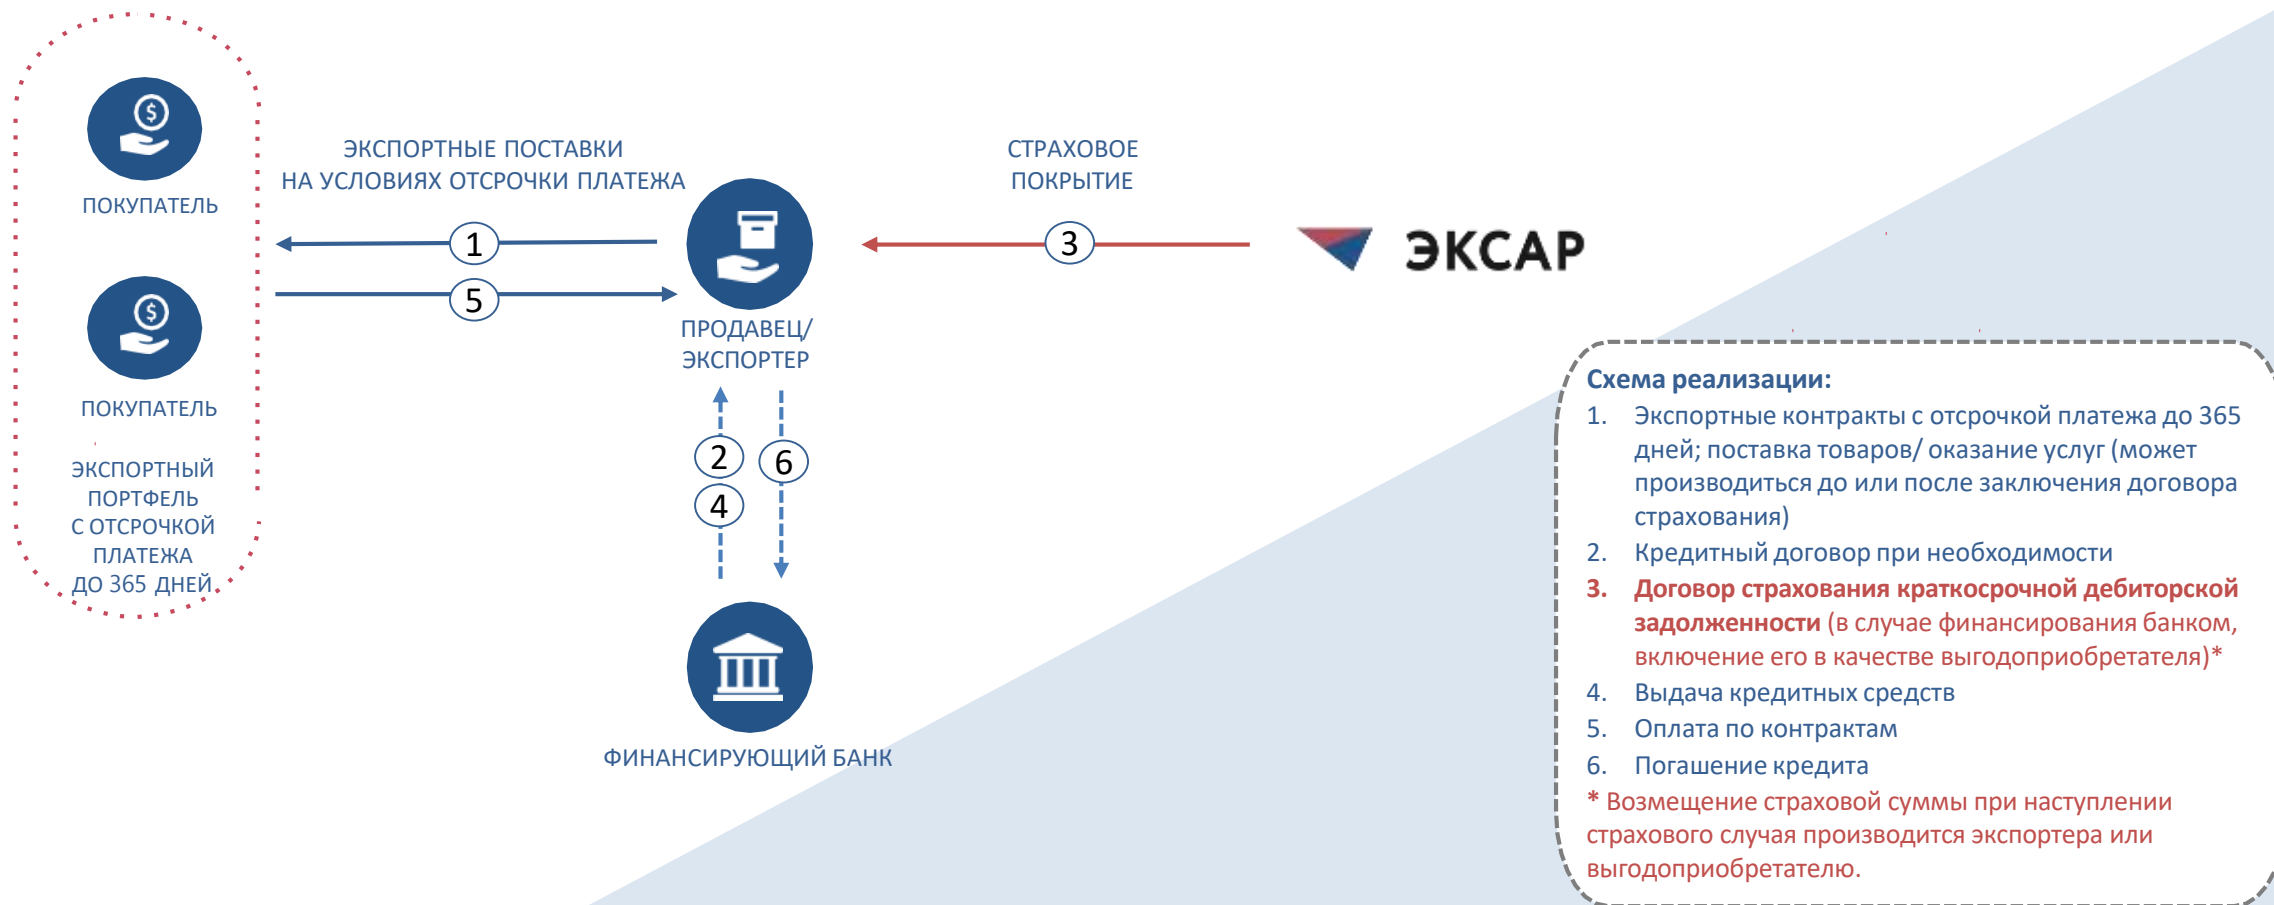 ПОКУПАТЕЛЬ
ПОКУПАТЕЛЬ
ЭКСПОРТНЫЙ
ПОРТФЕЛЬ
С ОТСРОЧКОЙ
ПЛАТЕЖА
ДО 365 ДНЕЙ
ЭКСПОРТНЫЕ ПОСТАВКИ
НА УСЛОВИЯХ ОТСРОЧКИ ПЛАТЕЖА
1
5
ПРОДАВЕЦ/
ЭКСПОРТЕР
2
6
4
ФИНАНСИРУЮЩИЙ БАНК
СТРАХОВОЕ
ПОКРЫТИЕ
3
ЭКСАР
Схема реализации:
1. Экспортные контракты с отсрочкой платежа до 365
дней; поставка товаров/ оказание услуг (может
производиться до или после заключения договора
страхования)
2. Кредитный договор при необходимости
3. Договор страхования краткосрочной дебиторской
задолженности (в случае финансирования банком,
включение его в качестве выгодоприобретателя)*
4. Выдача кредитных средств
5. Оплата по контрактам
6. Погашение кредита
* Возмещение страховой суммы при наступлении
страхового случая производится экспортера или
выгодоприобретателю.